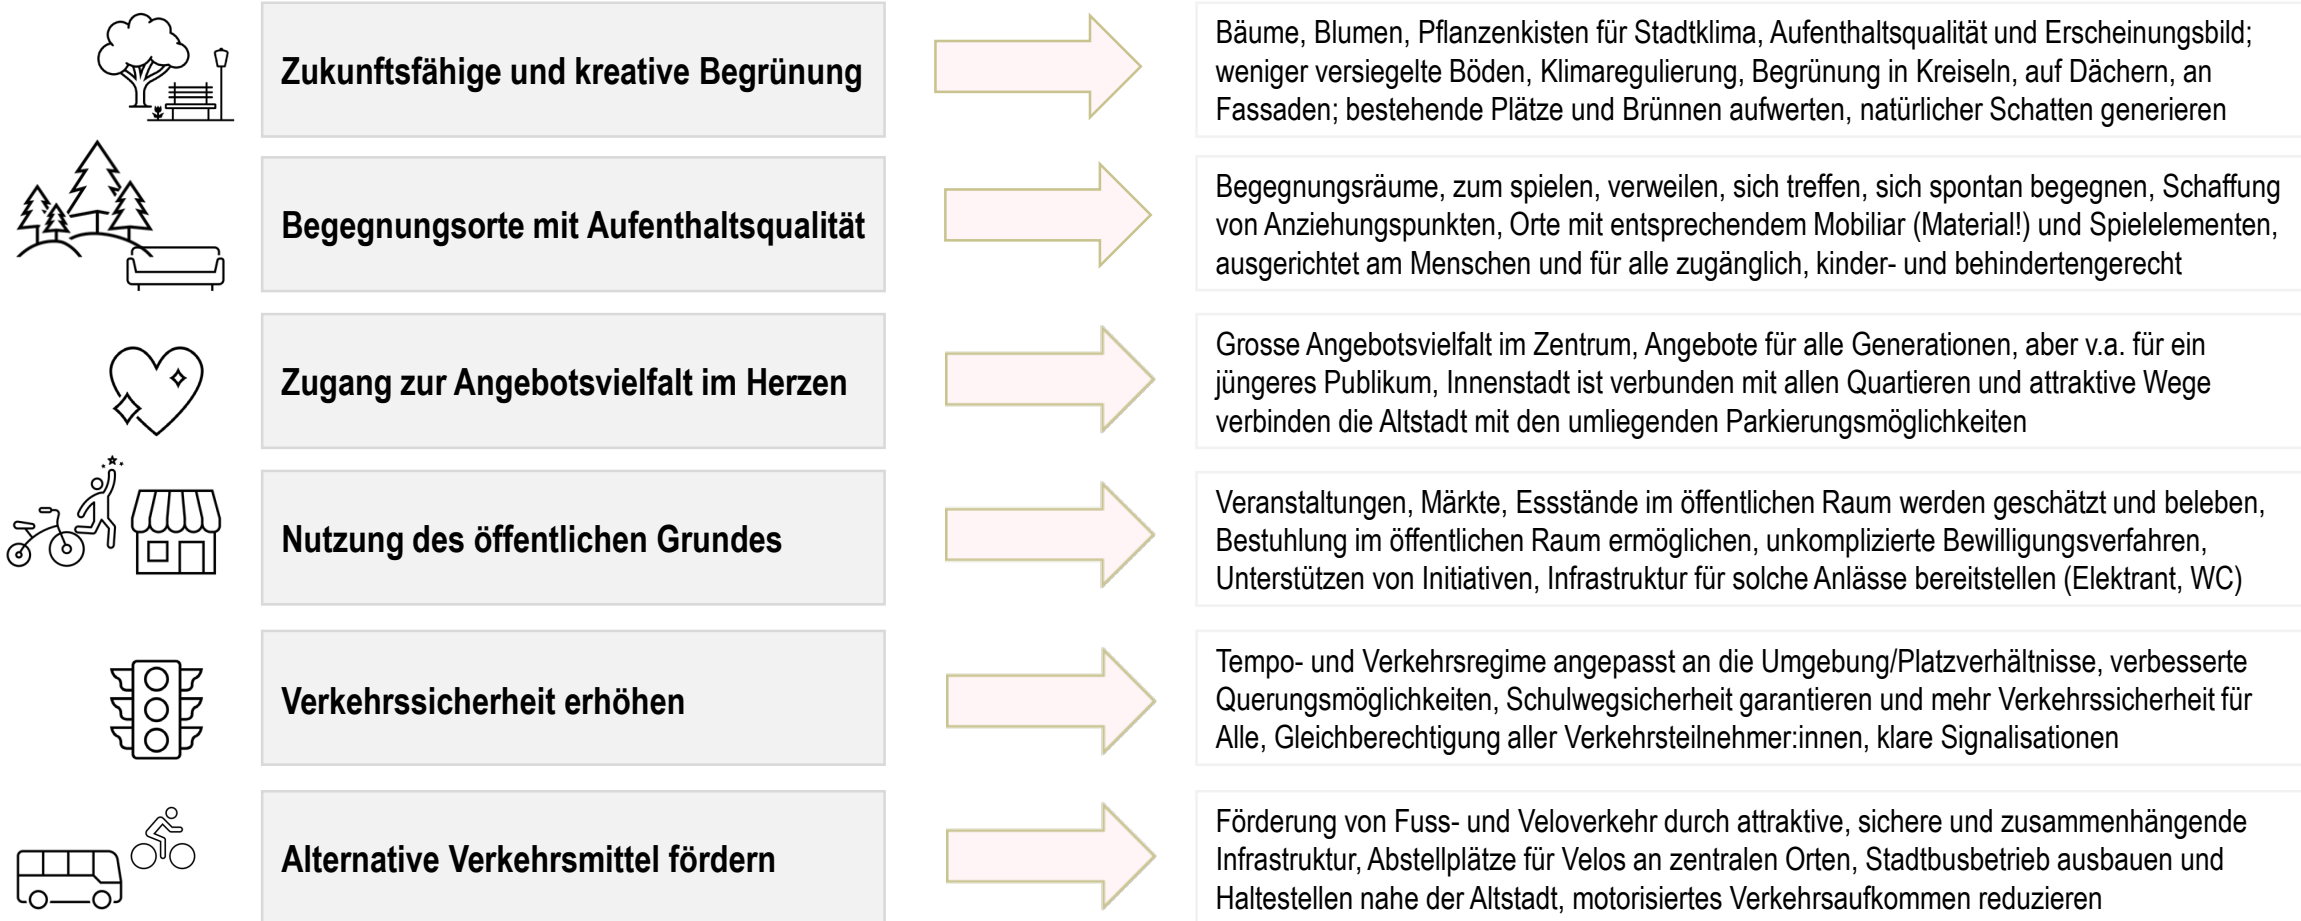 Zukunftsfähige und kreative Begrünung
Bäume, Blumen, Pflanzenkisten für Stadtklima, Aufenthaltsqualität und Erscheinungsbild;
weniger versiegelte Böden, Klimaregulierung, Begrünung in Kreiseln, auf Dächern, an
Fassaden; bestehende Plätze und Brünnen aufwerten, natürlicher Schatten generieren
Begegnungsorte mit Aufenthaltsqualität
Begegnungsräume, zum spielen, verweilen, sich treffen, sich spontan begegnen, Schaffung
von Anziehungspunkten, Orte mit entsprechendem Mobiliar (Material!) und Spielelementen,
ausgerichtet am Menschen und für alle zugänglich, kinder- und behindertengerecht
Zugang zur Angebotsvielfalt im Herzen
Grosse Angebotsvielfalt im Zentrum, Angebote für alle Generationen, aber v.a. für ein
jüngeres Publikum, Innenstadt ist verbunden mit allen Quartieren und attraktive Wege
verbinden die Altstadt mit den umliegenden Parkierungsmöglichkeiten
Nutzung des öffentlichen Grundes
Veranstaltungen, Märkte, Essstände im öffentlichen Raum werden geschätzt und beleben,
Bestuhlung im öffentlichen Raum ermöglichen, unkomplizierte Bewilligungsverfahren,
Unterstützen von Initiativen, Infrastruktur für solche Anlässe bereitstellen (Elektrant, WC)
Verkehrssicherheit erhöhen
Tempo- und Verkehrsregime angepasst an die Umgebung/Platzverhältnisse, verbesserte
Querungsmöglichkeiten, Schulwegsicherheit garantieren und mehr Verkehrssicherheit für
Alle, Gleichberechtigung aller Verkehrsteilnehmer:innen, klare Signalisationen
Alternative Verkehrsmittel fördern
Förderung von Fuss- und Veloverkehr durch attraktive, sichere und zusammenhängende
Infrastruktur, Abstellplätze für Velos an zentralen Orten, Stadtbusbetrieb ausbauen und
Haltestellen nahe der Altstadt, motorisiertes Verkehrsaufkommen reduzieren